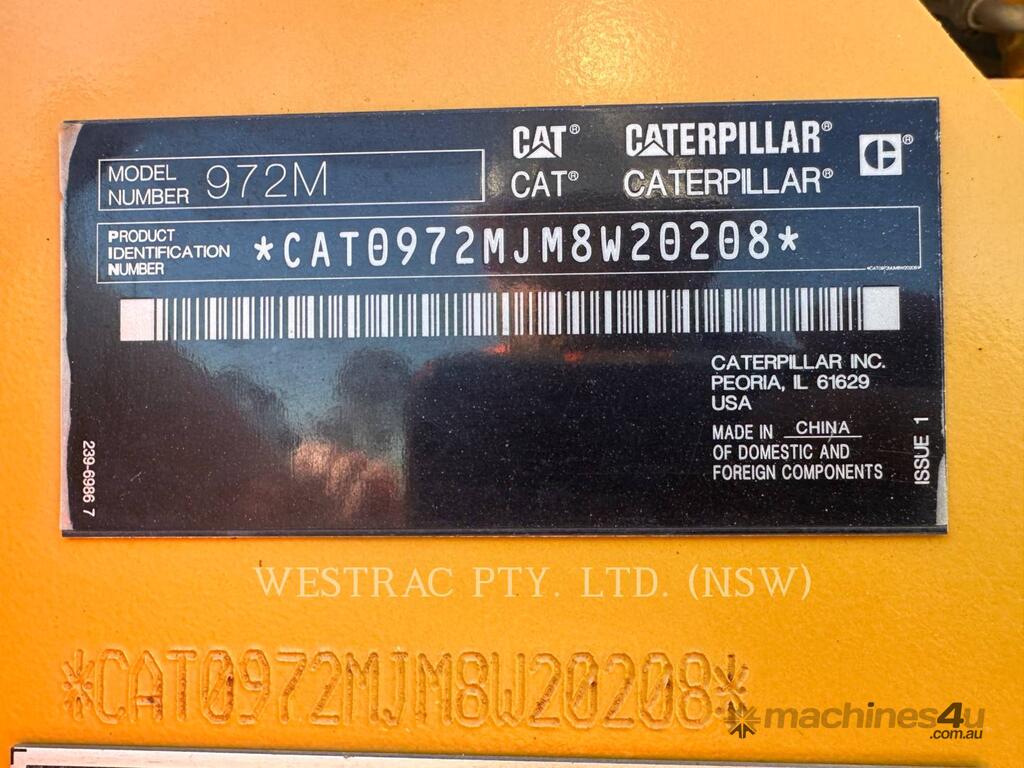 CAT® CATERPILLAR® ®
CAT® CATERPILLAR®
MODEL
NUMBER 972M
PRODUCT
IDENTIFICATION
NUMBER *CAT0972MJM8W20208*
*CAT0972MJM8W20208*
CATERPILLAR INC.
PEORIA, IL 61629
USA
MADE IN CHINA
OF DOMESTIC AND
FOREIGN COMPONENTS
ISSUE 1
239-6986 7
WESTRAC PTY. LTD. (NSW)
*CAT0972MJM8W20208*
machines4u
.com.au